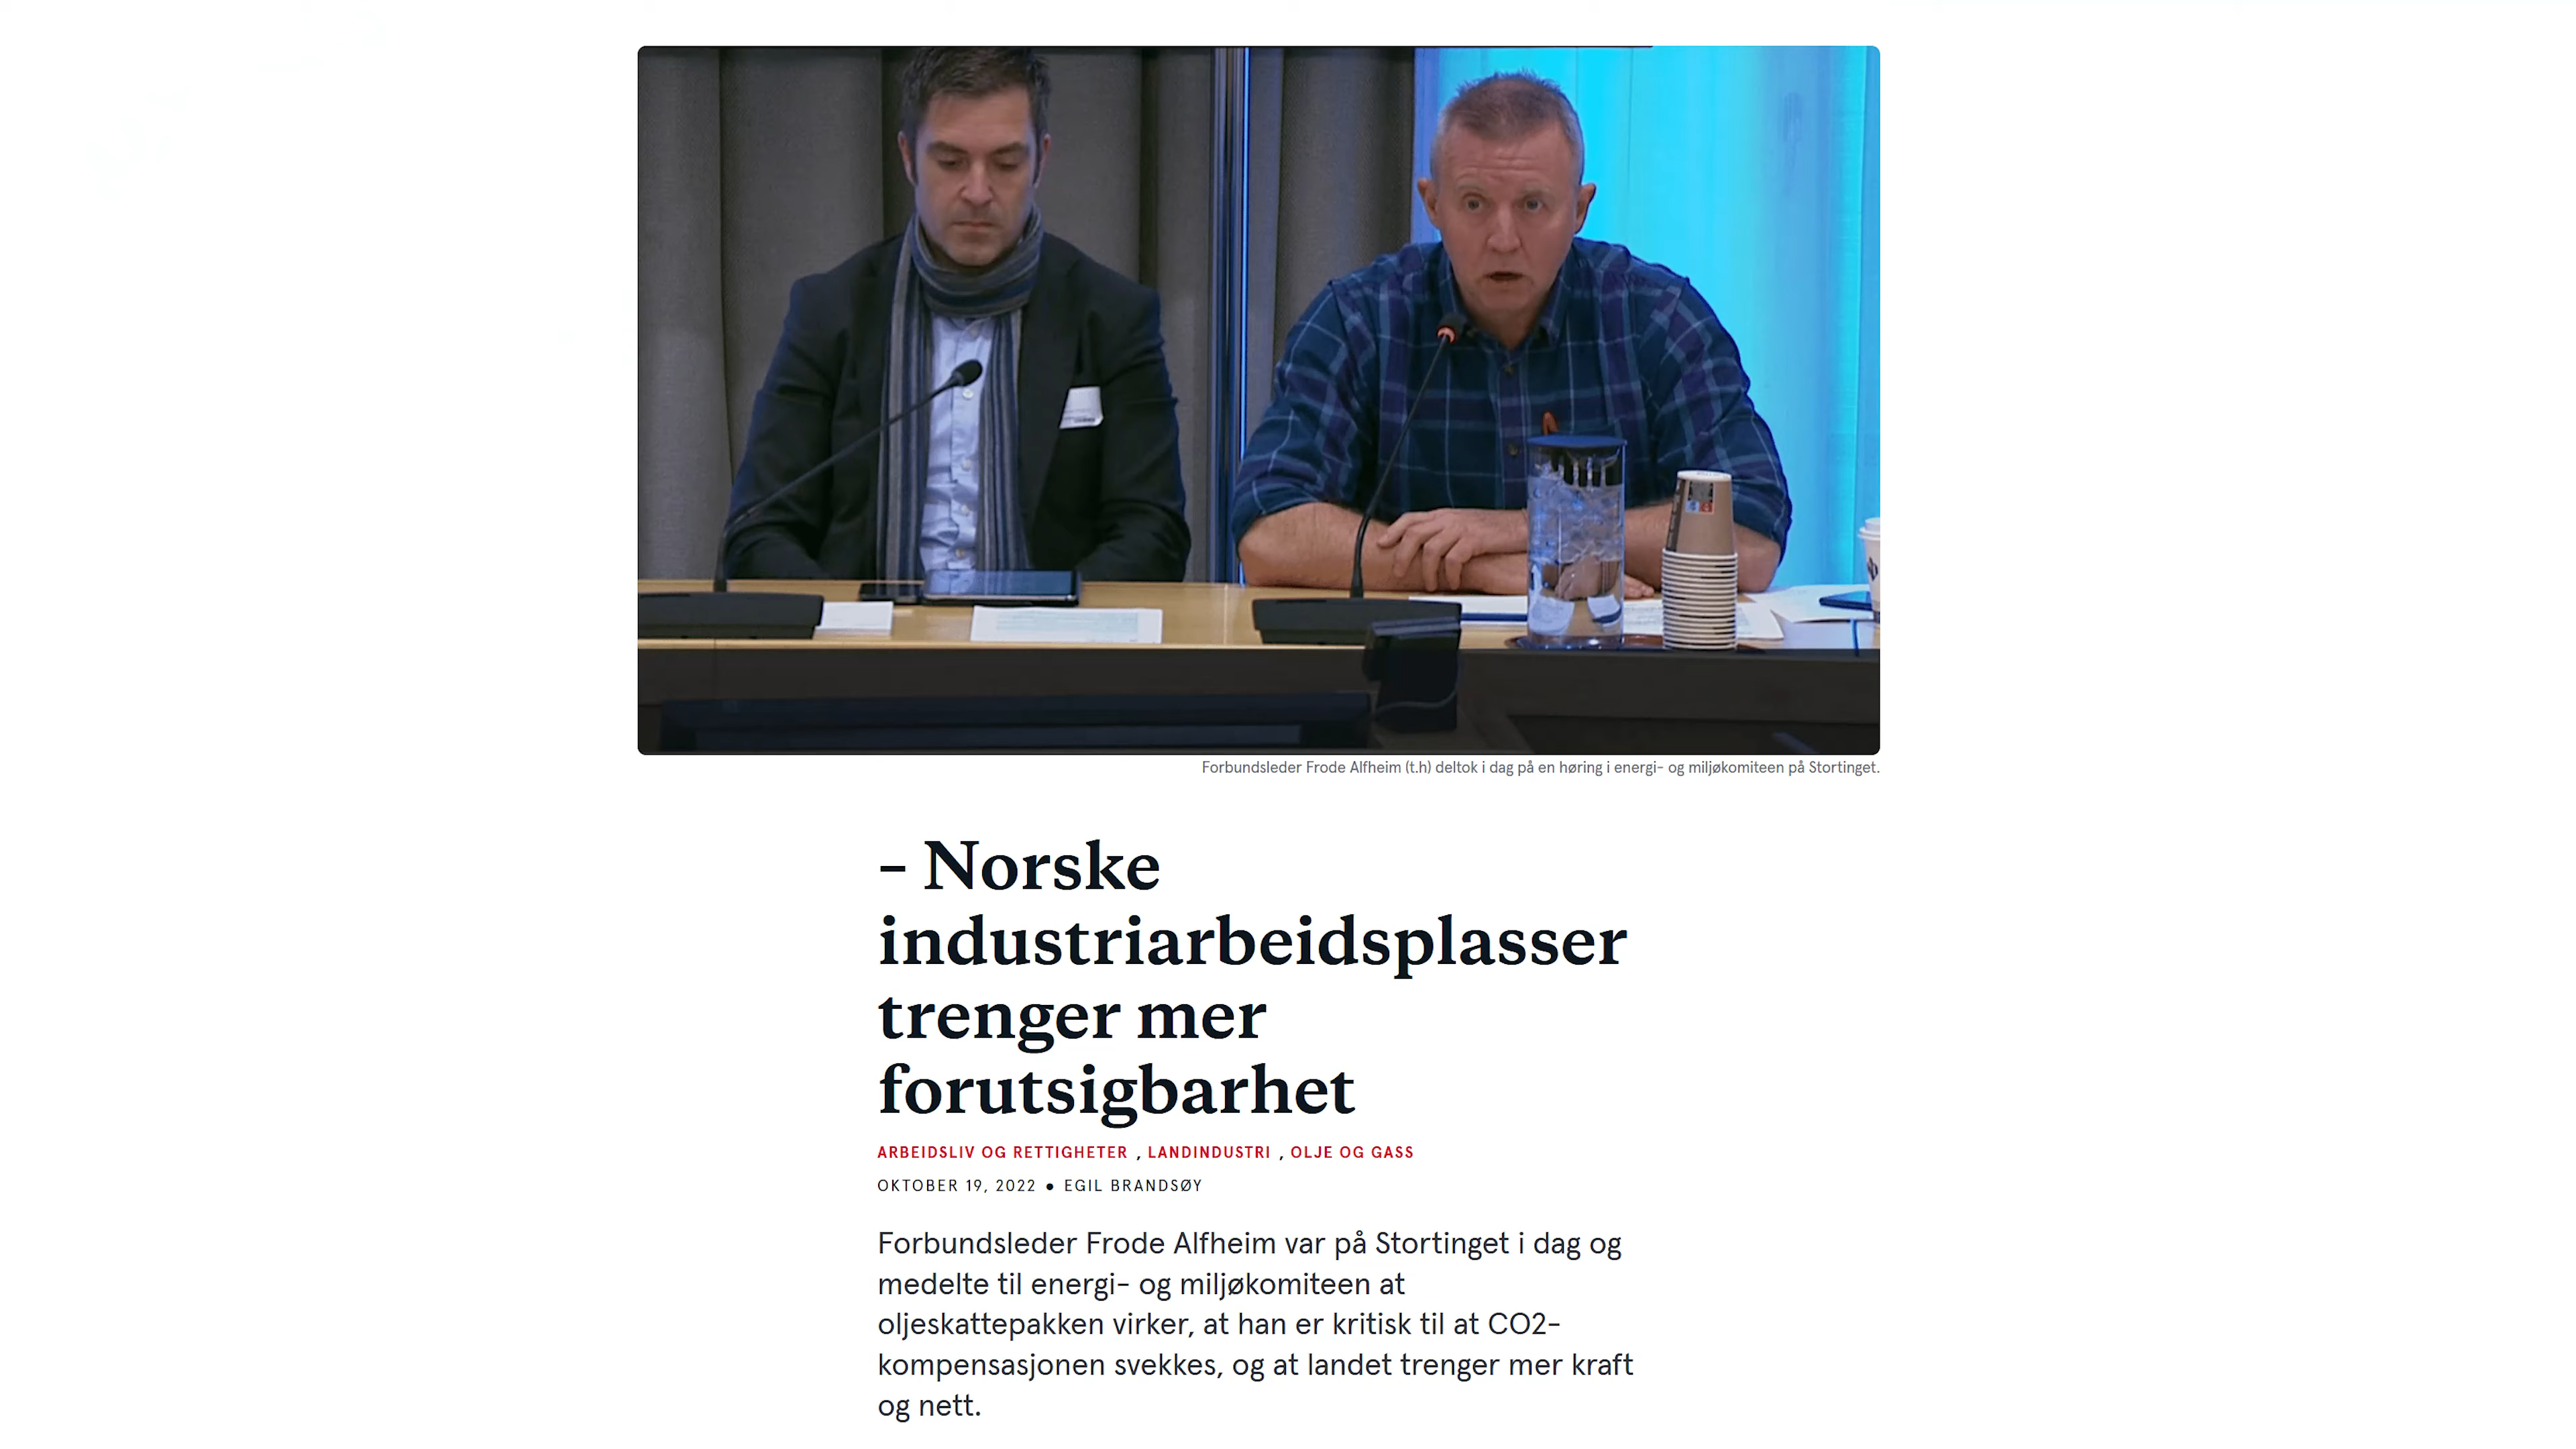 Forbundsleder Frode Alfheim (t.h) deltok i dag på en høring i energi- og miljøkomiteen på Stortinget.
– Norske
industriarbeidsplasser
trenger mer
forutsigbarhet
ARBEIDSLIV OG RETTIGHETER , LANDINDUSTRI , OLJE OG GASS
OKTOBER 19, 2022 ● EGIL BRANDSØY
Forbundsleder Frode Alfheim var på Stortinget i dag og
medelte til energi- og miljøkomiteen at
oljeskattepakken virker, at han er kritisk til at CO2-
kompensasjonen svekkes, og at landet trenger mer kraft
og nett.